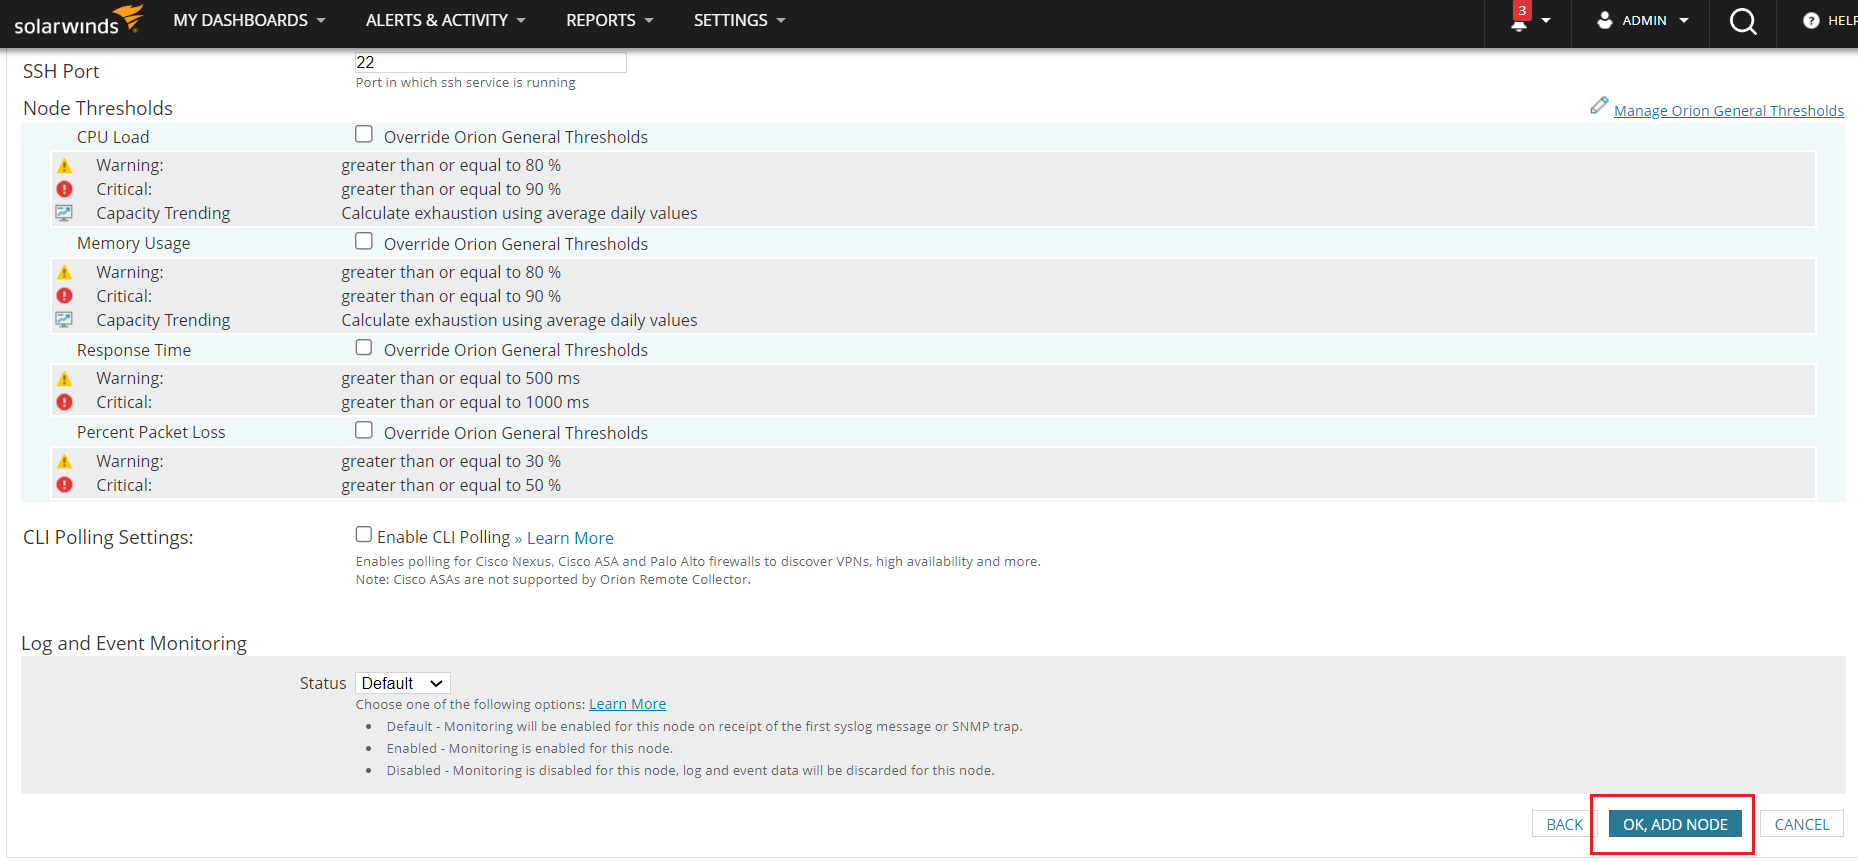 solarwinds MY DASHBOARDS ALERTS & ACTIVITY REPORTS SETTINGS 3 ADMIN ? HELP
SSH Port 22
Port in which ssh service is running
Node Thresholds Manage Orion General Thresholds
CPU Load Override Orion General Thresholds
Warning: greater than or equal to 80 %
Critical: greater than or equal to 90 %
Capacity Trending Calculate exhaustion using average daily values
Memory Usage Override Orion General Thresholds
Warning: greater than or equal to 80 %
Critical: greater than or equal to 90 %
Capacity Trending Calculate exhaustion using average daily values
Response Time Override Orion General Thresholds
Warning: greater than or equal to 500 ms
Critical: greater than or equal to 1000 ms
Percent Packet Loss Override Orion General Thresholds
Warning: greater than or equal to 30 %
Critical: greater than or equal to 50 %
CLI Polling Settings: Enable CLI Polling » Learn More
Enables polling for Cisco Nexus, Cisco ASA and Palo Alto firewalls to discover VPNs, high availability and more.
Note: Cisco ASAs are not supported by Orion Remote Collector.
Log and Event Monitoring
Status Default
Choose one of the following options: Learn More
• Default - Monitoring will be enabled for this node on receipt of the first syslog message or SNMP trap.
• Enabled - Monitoring is enabled for this node.
• Disabled - Monitoring is disabled for this node, log and event data will be discarded for this node.
BACK OK, ADD NODE CANCEL